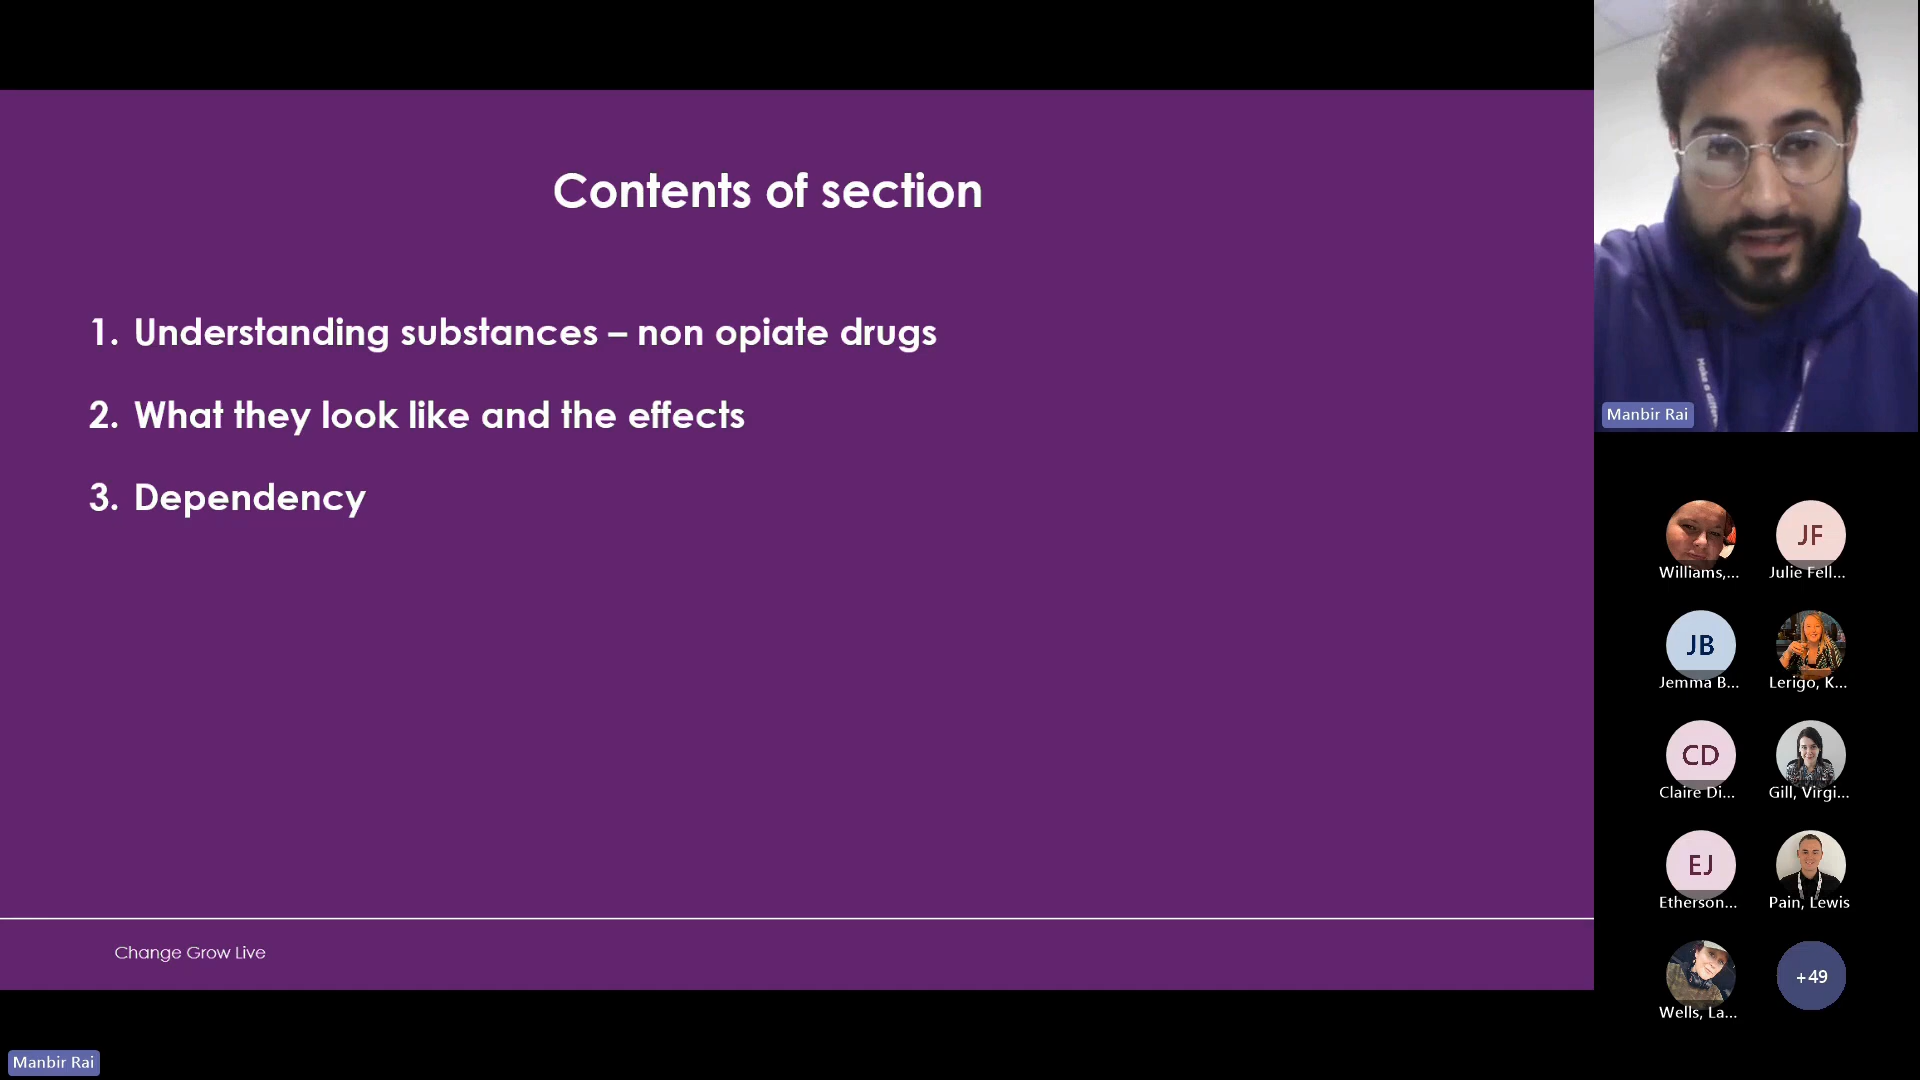 Contents of section
1. Understanding substances – non opiate drugs
2. What they look like and the effects
3. Dependency
Change Grow Live
Manbir Rai
Manbir Rai
Williams,...
JF
Julie Fell...
JB
Jemma B...
Lerigo, K...
CD
Claire Di...
Gill, Virgi...
EJ
Etherson...
Pain, Lewis
Wells, La...
+49